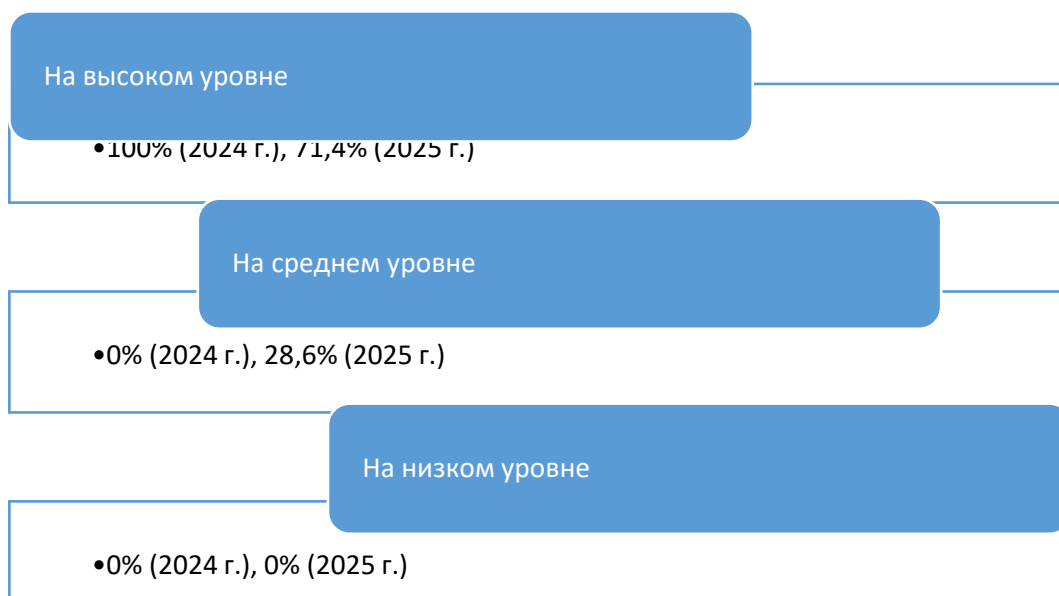 На высоком уровне
•100% (2024 г.), 71,4% (2025 г.)
На среднем уровне
•0% (2024 г.), 28,6% (2025 г.)
На низком уровне
•0% (2024 г.), 0% (2025 г.)